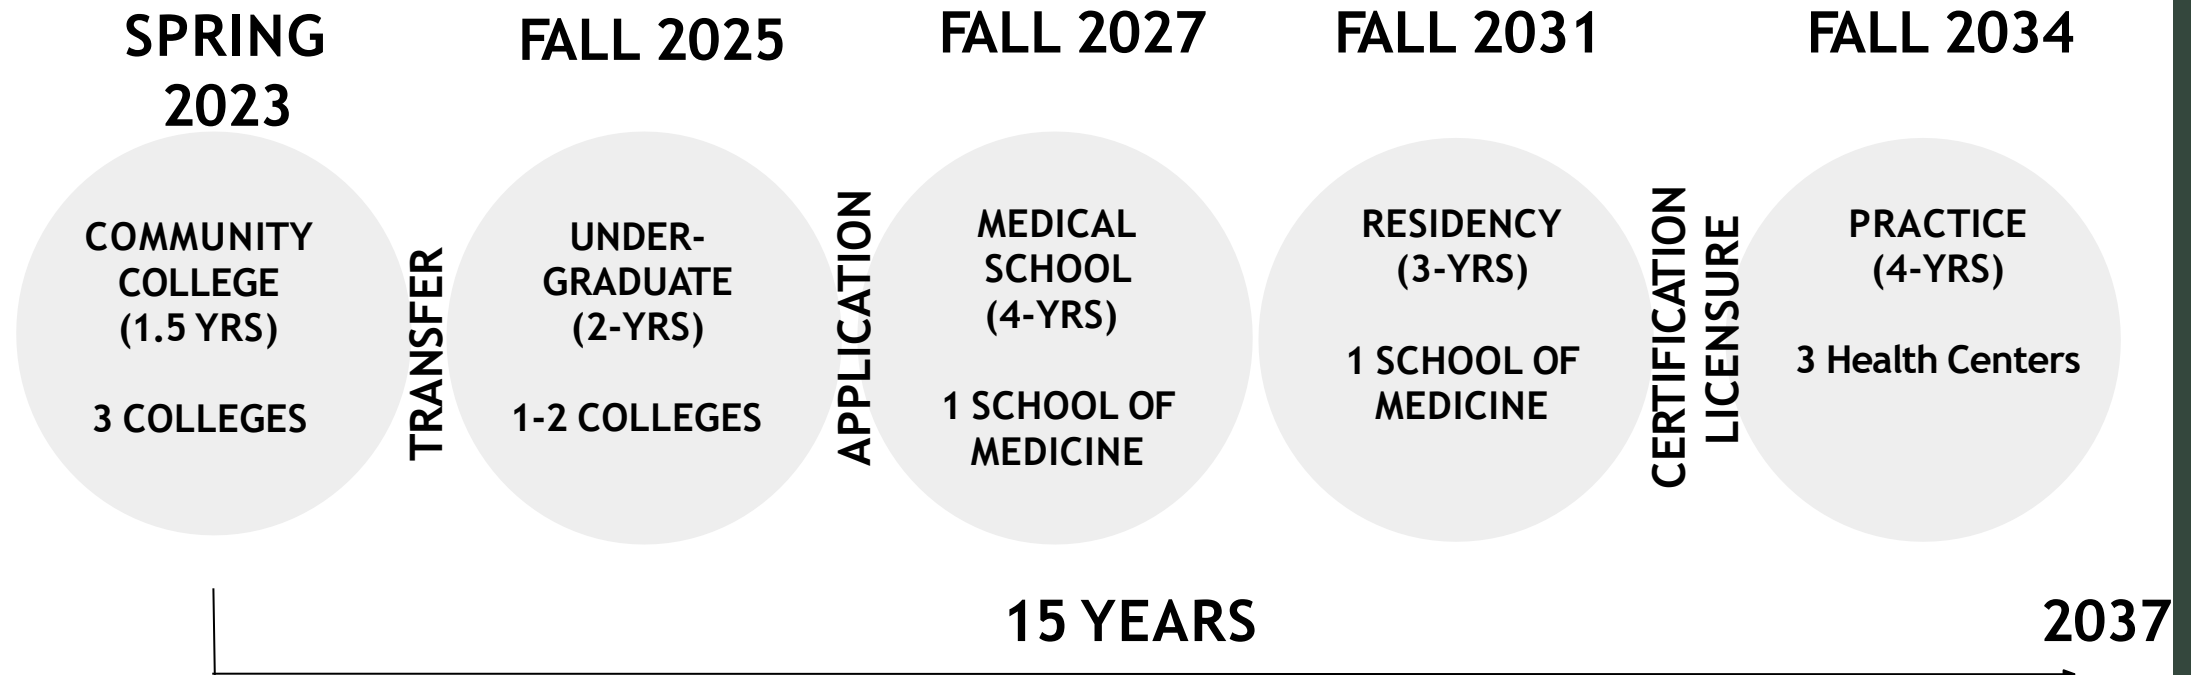 SPRING
2023
FALL 2025
FALL 2027
FALL 2031
FALL 2034
COMMUNITY
COLLEGE
(1.5 YRS)
3 COLLEGES
TRANSFER
UNDER-
GRADUATE
(2-YRS)
1-2 COLLEGES
APPLICATION
MEDICAL
SCHOOL
(4-YRS)
1 SCHOOL OF
MEDICINE
RESIDENCY
(3-YRS)
1 SCHOOL OF
MEDICINE
CERTIFICATION
LICENSURE
PRACTICE
(4-YRS)
3 Health Centers
15 YEARS
2037